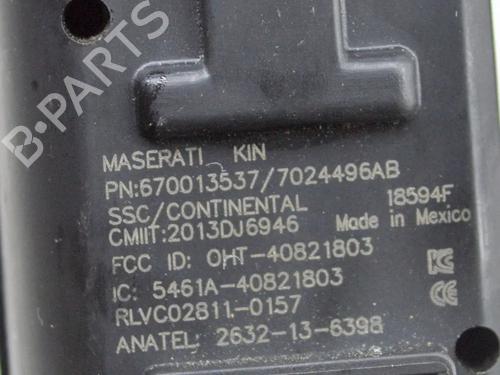 B-PARTS
MASERATI KIN
PN:670013537/7024496AB
SSC/CONTINENTAL 18594F
CMIIT:2013DJ6946 Made in Mexico
FCC ID: OHT-40821803
IC: 5461A-40821803
RLVC02811-0157
ANATEL: 2632-13-6398